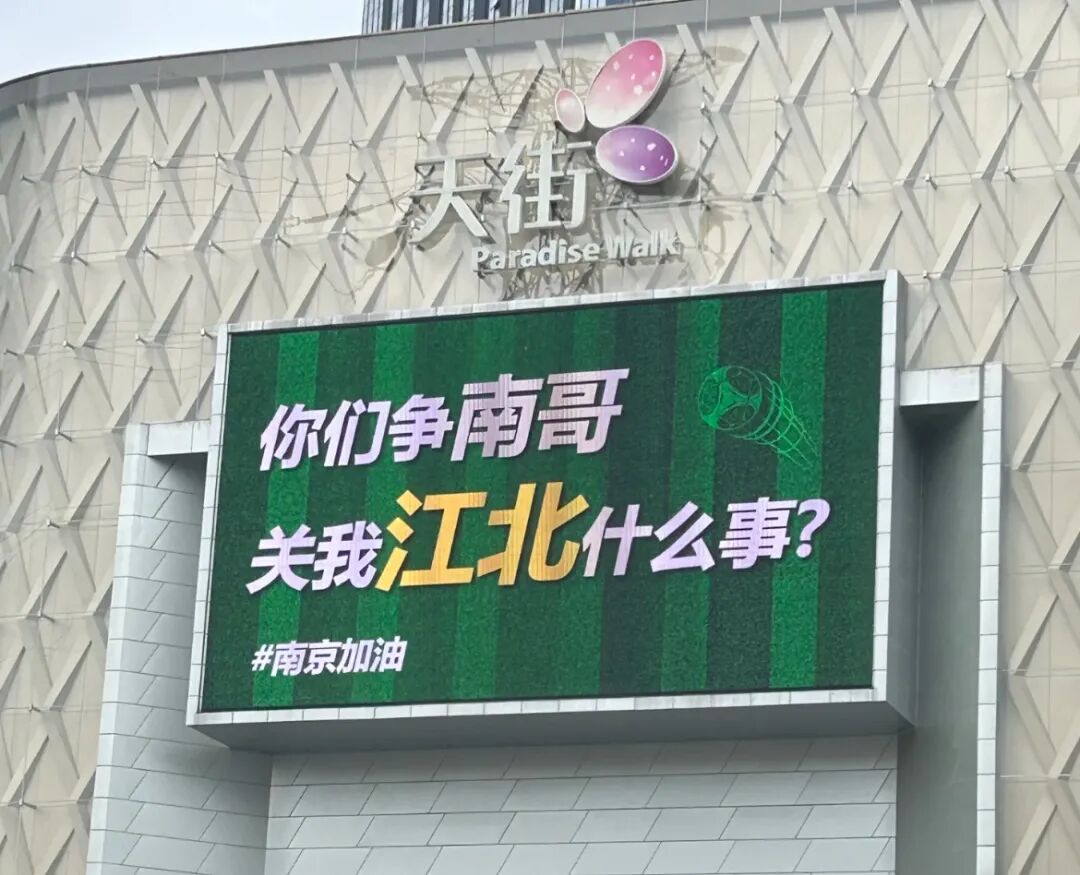 天街
Paradise Walk
你们争南哥
关我江北什么事?
#南京加油